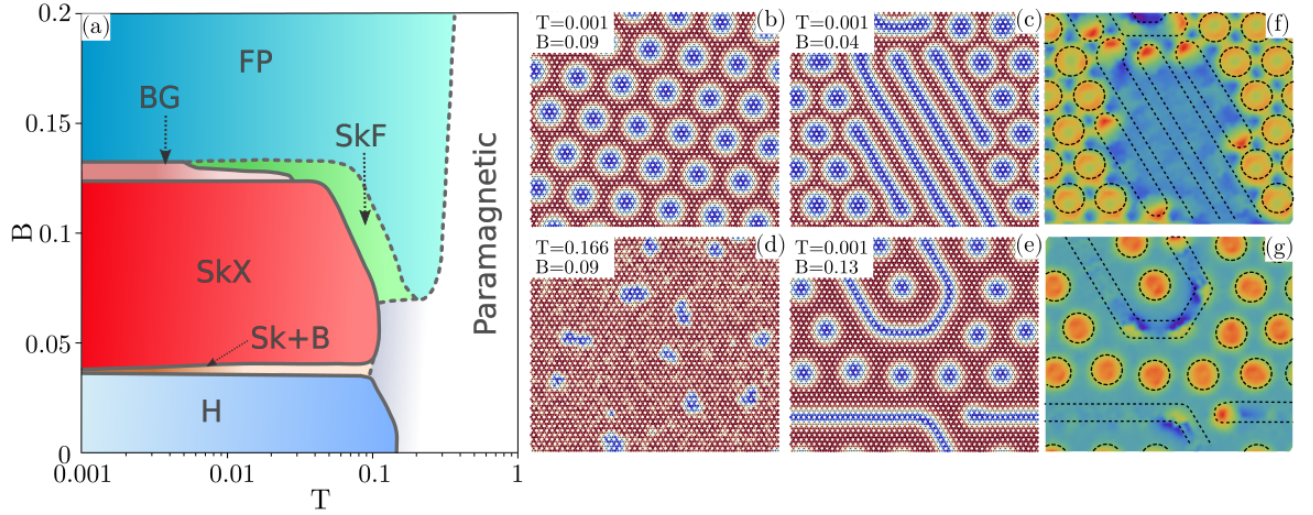 (a)
0.2
0.15
0.1
0.05
0
B
FP
BG
SkF
SkX
Sk+B
H
Paramagnetic
0.001
0.01
0.1
1
T
T=0.001
B=0.09
(b)
T=0.001
B=0.04
(c)
(f)
T=0.166
B=0.09
(d)
T=0.001
B=0.13
(e)
(g)